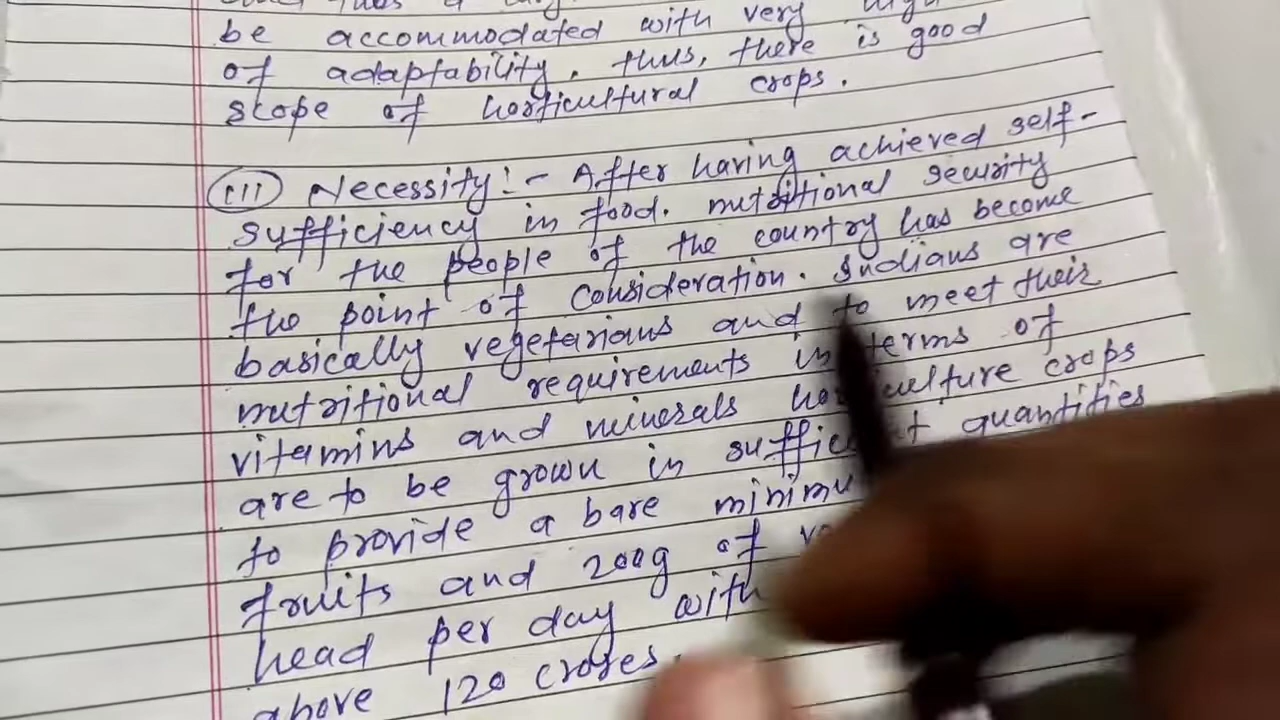 be accommodated with very
of adaptability. thus, there is good
scope of horticultural crops.
(iii) Necessity:- After having achieved self-
sufficiency in food. nutritional security
for the people of the country has become
the point of consideration. Indians are
basically vegetarians and to meet their
nutritional requirements in terms of
vitamins and minerals horticulture crops
are to be grown in sufficient quantities
to provide a bare
fruits and 200g of
head per day with
above 120 crores.